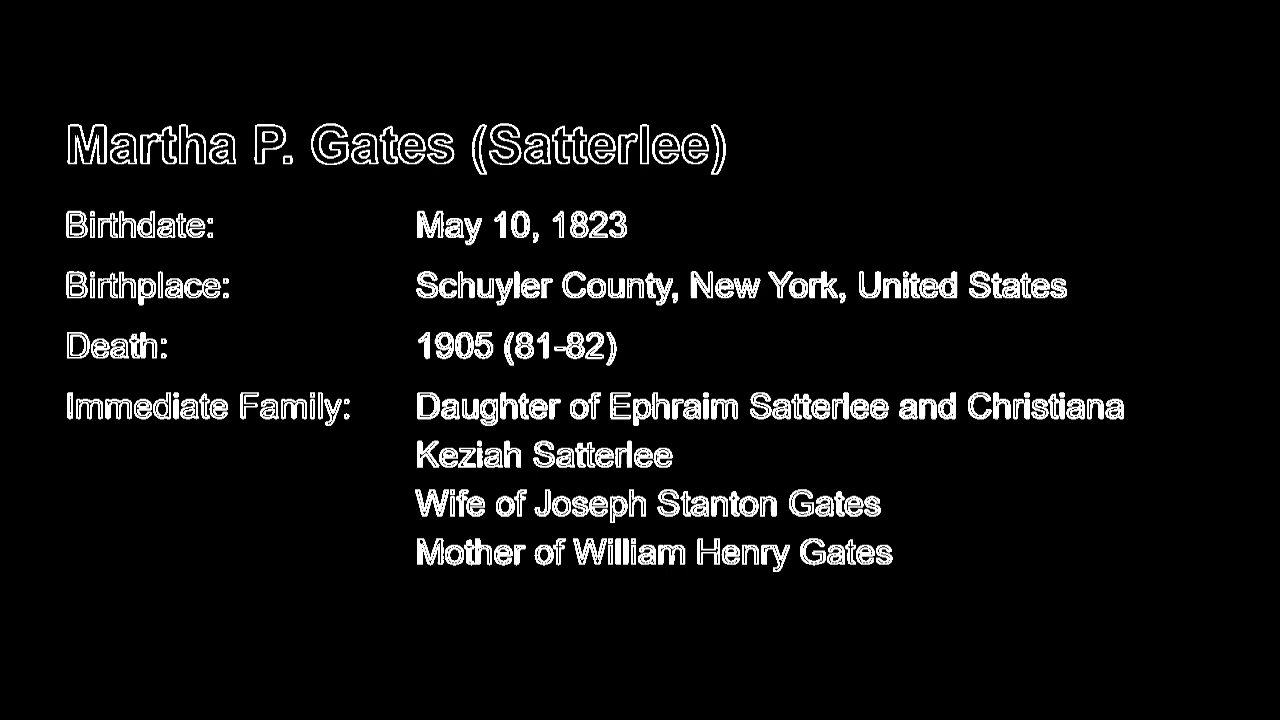 Martha P. Gates (Satterlee)
Birthdate: May 10, 1823
Birthplace: Schuyler County, New York, United States
Death: 1905 (81-82)
Immediate Family: Daughter of Ephraim Satterlee and Christiana
Keziah Satterlee
Wife of Joseph Stanton Gates
Mother of William Henry Gates